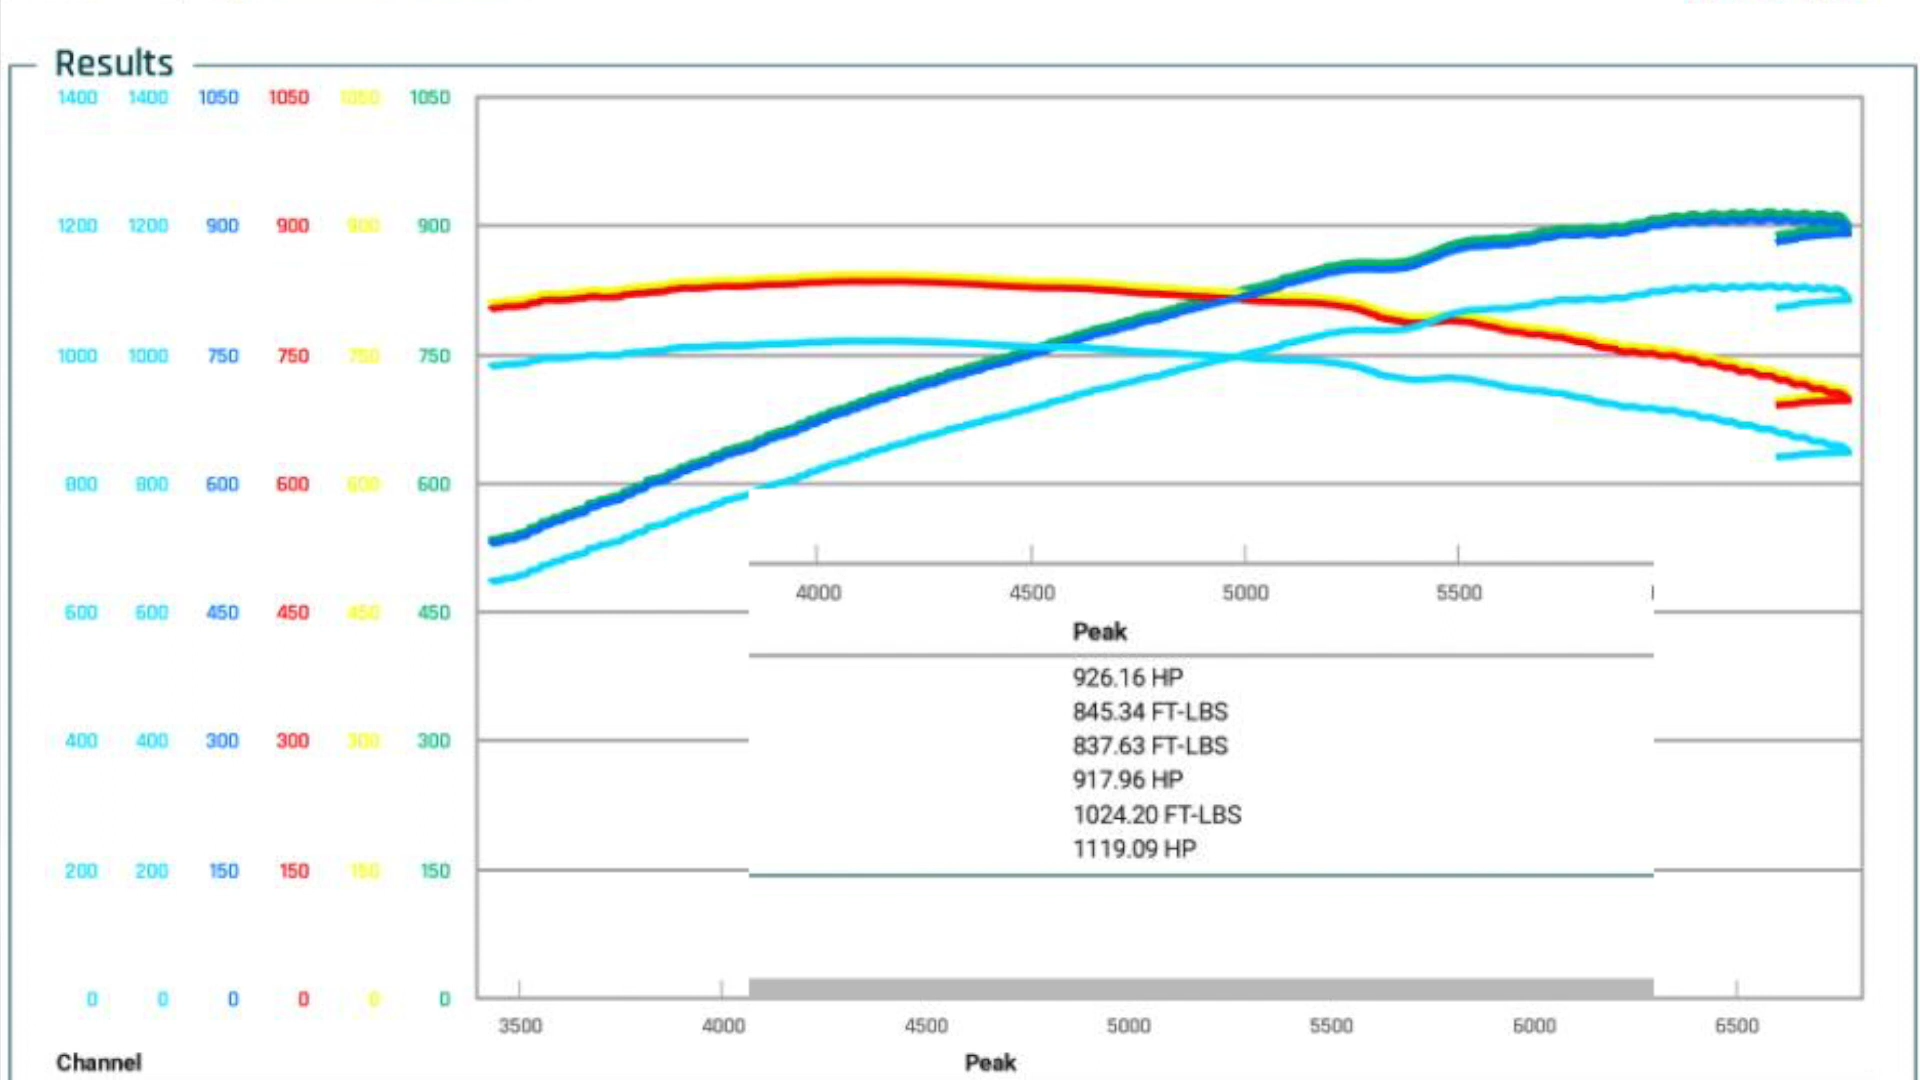 Results
1400 1400 1050 1050 1050 1050
1200 1200 900 900 900 900
1000 1000 750 750 750 750
800 800 600 600 600 600
4000 4500 5000 5500
600 600 450 450 450 450
Peak
926.16 HP
845.34 FT-LBS
400 400 300 300 300 300
837.63 FT-LBS
917.96 HP
1024.20 FT-LBS
1119.09 HP
200 200 150 150 150 150
0 0 0 0 0 0
3500 4000 4500 5000 5500 6000 6500
Channel Peak